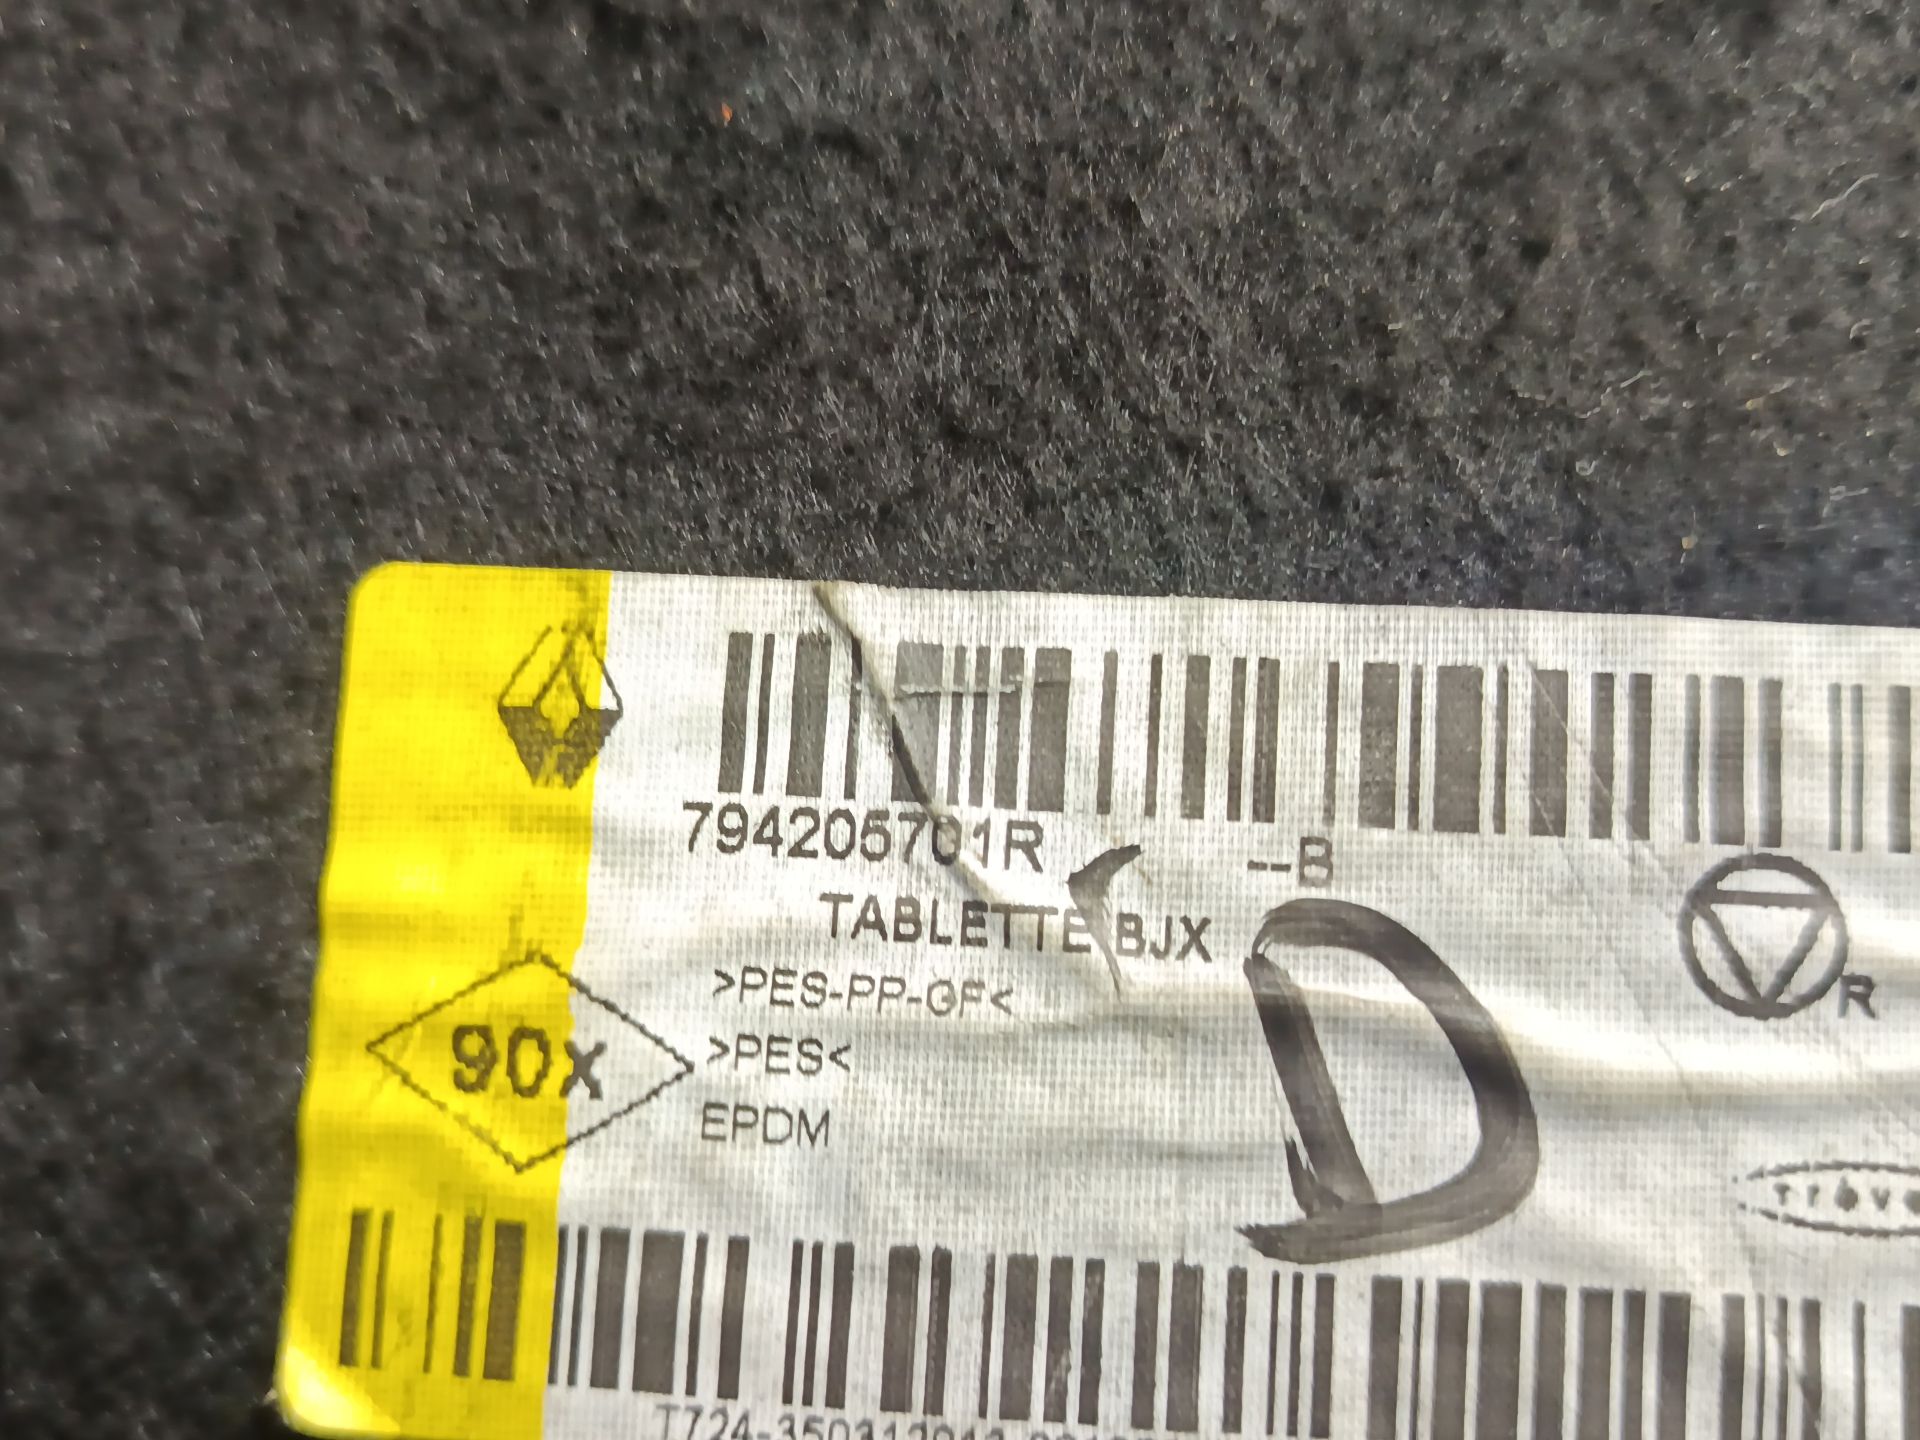 794205701R --B
TABLETTE BJX
R
>PES-PP-GF<
90x >PES<
EPDM
D